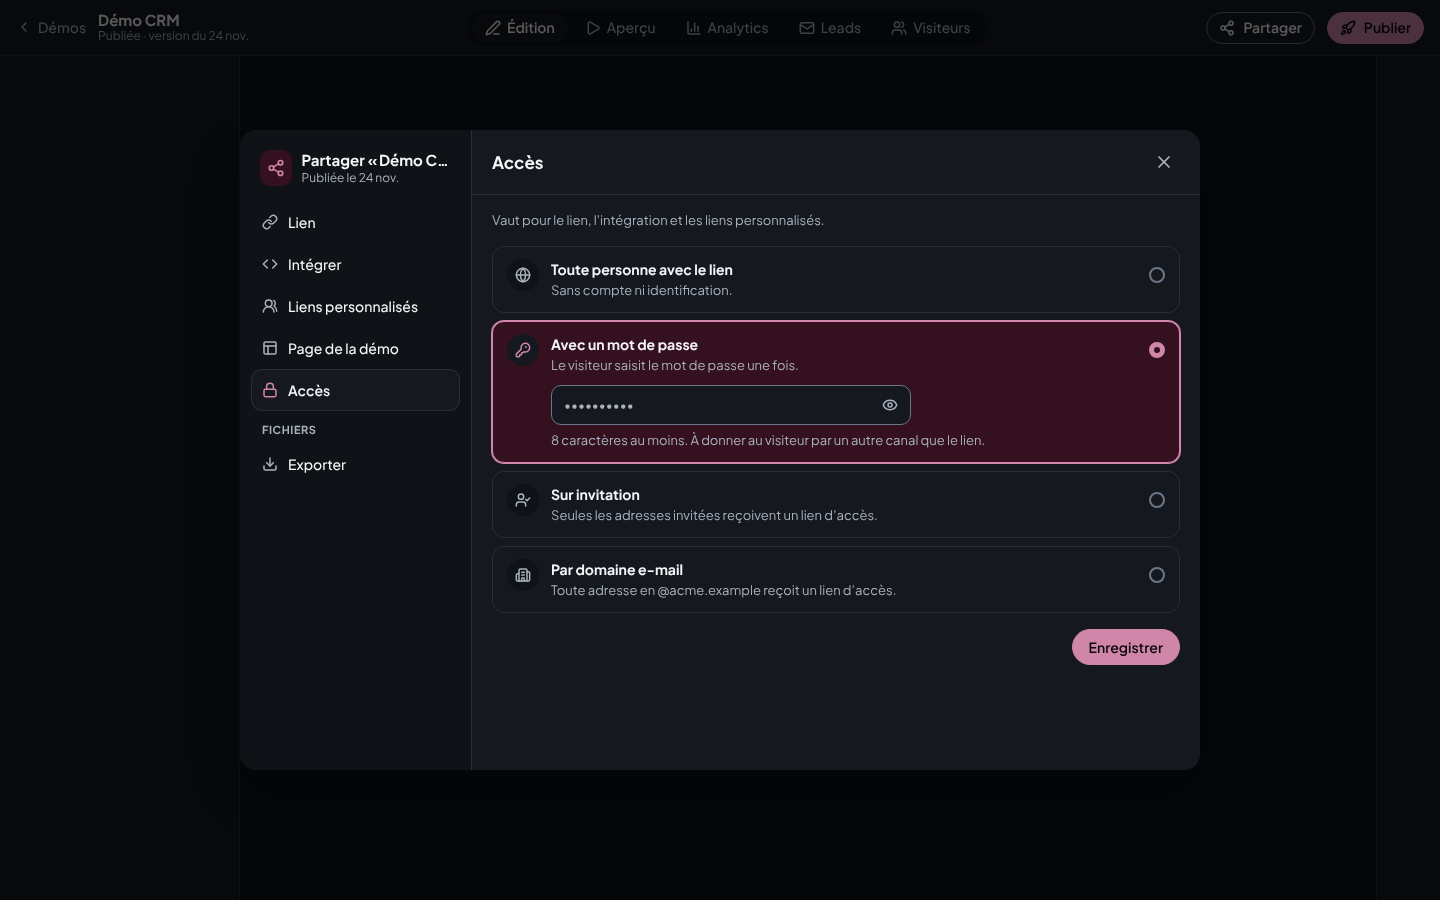 Démos
Démo CRM
Publiée · version du 24 nov.
Édition
Aperçu
Analytics
Leads
Visiteurs
Partager
Publier
Partager « Démo C...
Publiée le 24 nov.
Lien
Intégrer
Liens personnalisés
Page de la démo
Accès
FICHIERS
Exporter
Accès
Vaut pour le lien, l'intégration et les liens personnalisés.
Toute personne avec le lien
Sans compte ni identification.
Avec un mot de passe
Le visiteur saisit le mot de passe une fois.
••••••••••
8 caractères au moins. À donner au visiteur par un autre canal que le lien.
Sur invitation
Seules les adresses invitées reçoivent un lien d'accès.
Par domaine e-mail
Toute adresse en @acme.example reçoit un lien d'accès.
Enregistrer